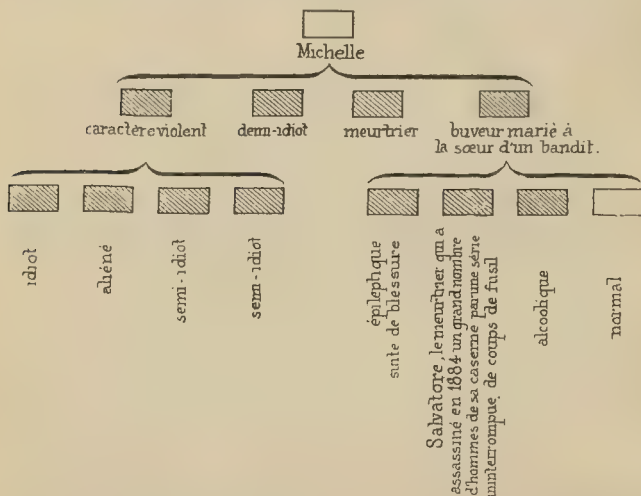 Michelle
caractère violent
demi-idiot
meurtrier
buveur marié à
la sœur d'un bandit.
idiot
aliéné
semi-idiot
semi-idiot
épileptique
suite de blessure
Salvatore, le meurtrier qui a
assassiné en 1884 un grand nombre
d'hommes de sa caserne par une série
ininterrompue de coups de fusil
alcoolique
normal